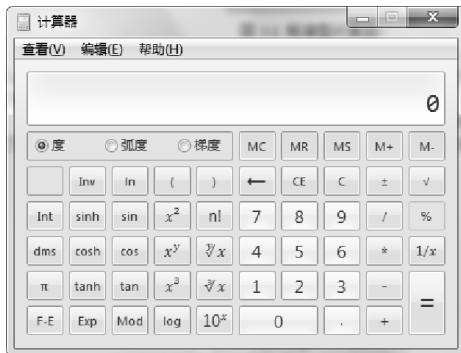 计算器
查看(V) 编辑(E) 帮助(H)
0
度 弧度 梯度 MC MR MS M+ M-
Inv ln ( ) ← CE C ± √
Int sinh sin x² n! 7 8 9 / %
dms cosh cos xʸ ʸ√x 4 5 6 * 1/x
π tanh tan x³ ³√x 1 2 3 - =
F-E Exp Mod log 10ˣ 0 . +